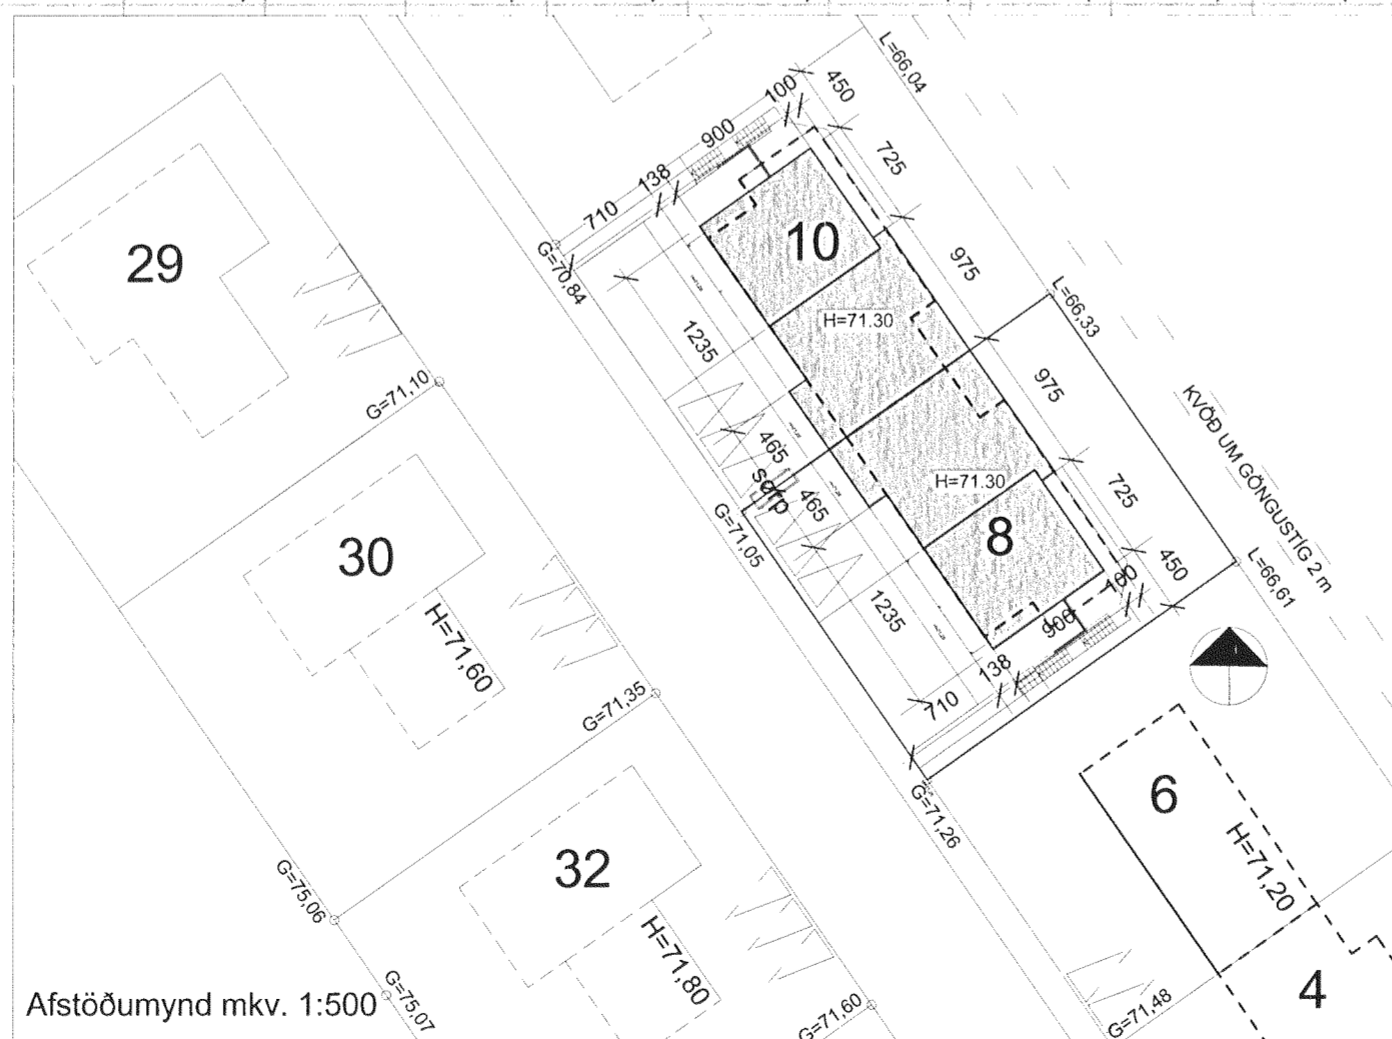 L=66,04
450
100
900
725
138
710
10
975
G=70,84
29
L=66,33
H=71.30
1235
975
G=71,10
KVÖÐ UM GÖNGUSTÍG 2 m
465
sorp
465
H=71.30
725
G=71,05
8
30
450
L=66,61
100
1235
900
H=71,60
138
G=71,35
710
6
G=71,26
H=71,20
32
G=75,06
H=71,80
4
Afstöðumynd mkv. 1:500
G=75,07
G=71,60
G=71,48